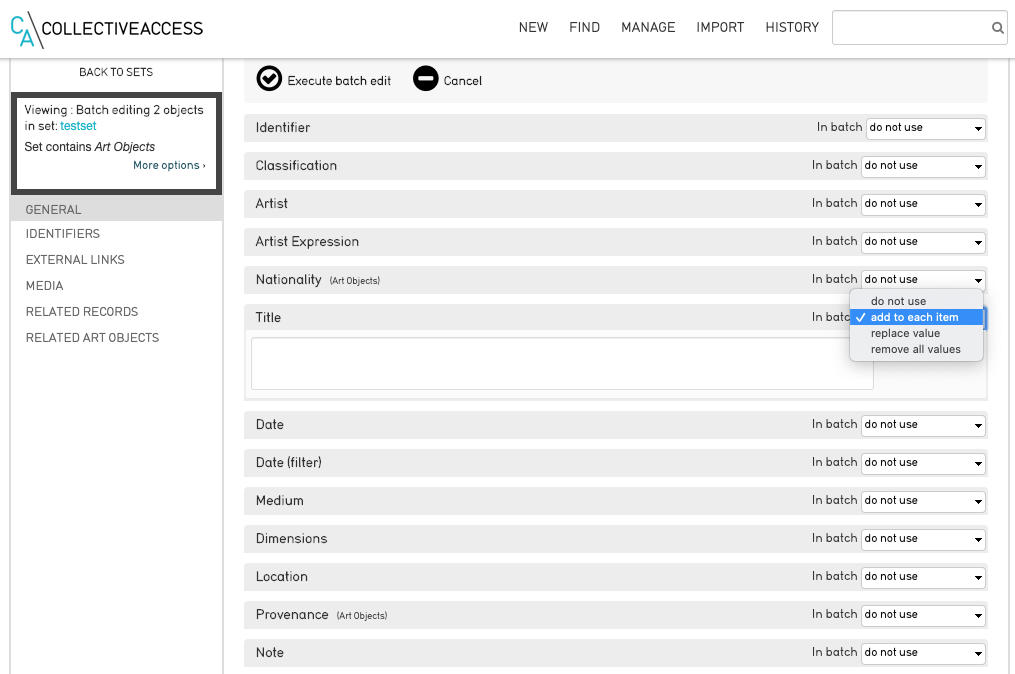 CA COLLECTIVEACCESS
NEW FIND MANAGE IMPORT HISTORY
BACK TO SETS
Viewing : Batch editing 2 objects
in set: testset
Set contains Art Objects
More options ›
GENERAL
IDENTIFIERS
EXTERNAL LINKS
MEDIA
RELATED RECORDS
RELATED ART OBJECTS
Execute batch edit Cancel
Identifier In batch do not use
Classification In batch do not use
Artist In batch do not use
Artist Expression In batch do not use
Nationality (Art Objects) In batch do not use
Title In batc
do not use
✓ add to each item
replace value
remove all values
Date In batch do not use
Date (filter) In batch do not use
Medium In batch do not use
Dimensions In batch do not use
Location In batch do not use
Provenance (Art Objects) In batch do not use
Note In batch do not use